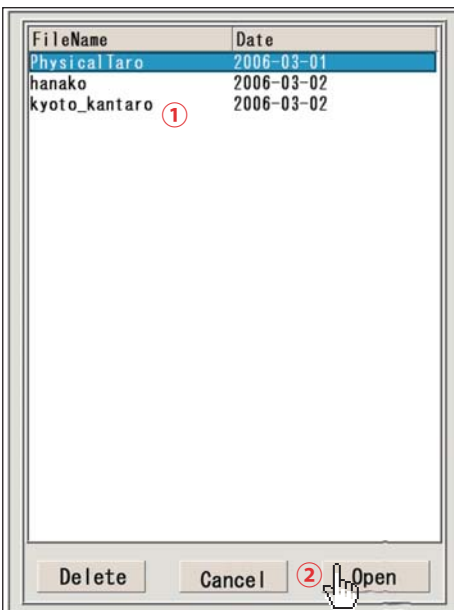 FileName Date
PhysicalTaro 2006-03-01
hanako 2006-03-02
kyoto_kantaro 2006-03-02
①
Delete Cancel ② Open